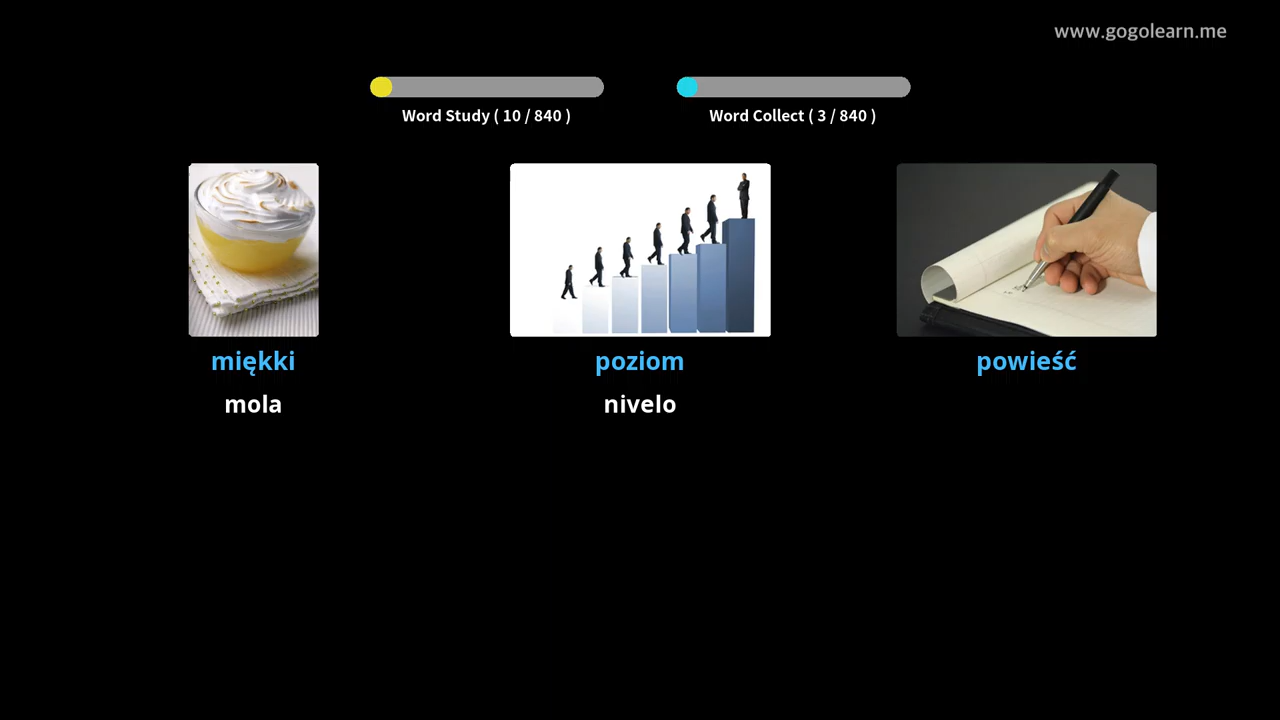 www.gogolearn.me
Word Study ( 10 / 840 )
Word Collect ( 3 / 840 )
miękki
poziom
powieść
mola
nivelo